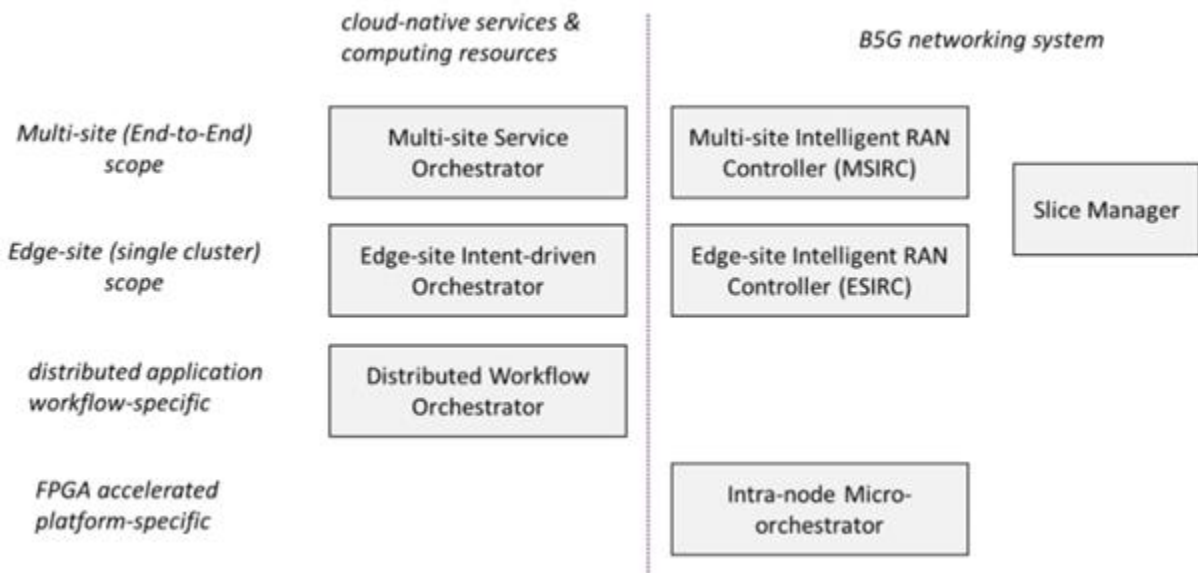 cloud-native services &
computing resources
B5G networking system
Multi-site (End-to-End)
scope
Multi-site Service
Orchestrator
Multi-site Intelligent RAN
Controller (MSIRC)
Slice Manager
Edge-site (single cluster)
scope
Edge-site Intent-driven
Orchestrator
Edge-site Intelligent RAN
Controller (ESIRC)
distributed application
workflow-specific
Distributed Workflow
Orchestrator
FPGA accelerated
platform-specific
Intra-node Micro-
orchestrator